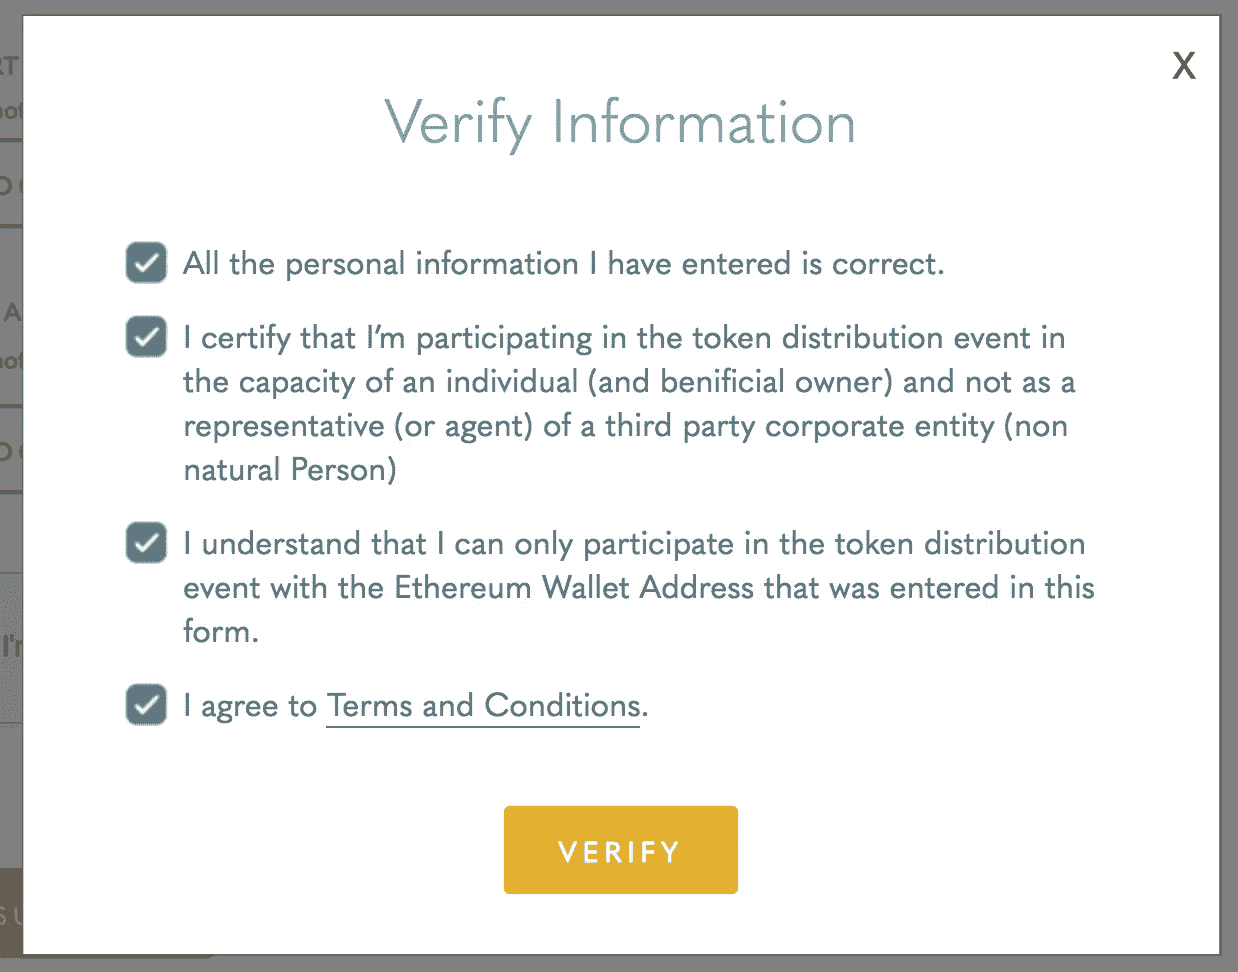 X
Verify Information
All the personal information I have entered is correct.
I certify that I'm participating in the token distribution event in
the capacity of an individual (and benificial owner) and not as a
representative (or agent) of a third party corporate entity (non
natural Person)
I understand that I can only participate in the token distribution
event with the Ethereum Wallet Address that was entered in this
form.
I agree to Terms and Conditions.
VERIFY